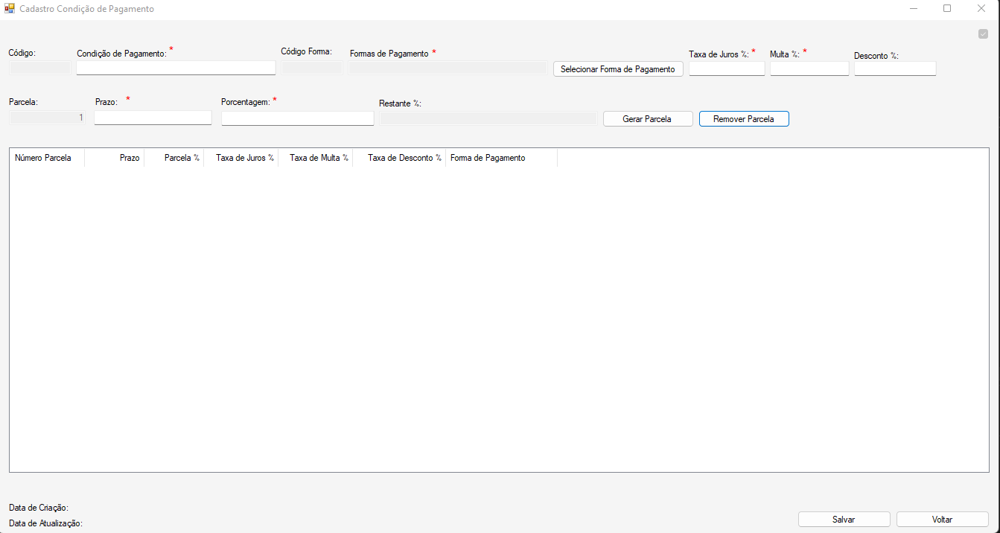 Cadastro Condição de Pagamento
Código: Condição de Pagamento: * Código Forma: Formas de Pagamento * Selecionar Forma de Pagamento Taxa de Juros %: * Multa %: * Desconto %:
Parcela: 1 Prazo: * Porcentagem: * Restante %: Gerar Parcela Remover Parcela
Número Parcela Prazo Parcela % Taxa de Juros % Taxa de Multa % Taxa de Desconto % Forma de Pagamento
Data de Criação:
Data de Atualização:
Salvar Voltar